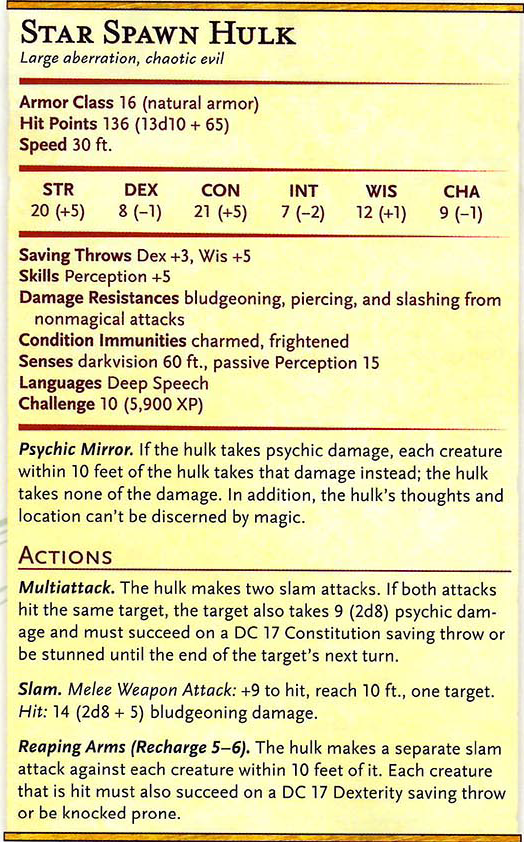 STAR SPAWN HULK
Large aberration, chaotic evil
Armor Class 16 (natural armor)
Hit Points 136 (13d10 + 65)
Speed 30 ft.
STR DEX CON INT WIS CHA
20 (+5) 8 (−1) 21 (+5) 7 (−2) 12 (+1) 9 (−1)
Saving Throws Dex +3, Wis +5
Skills Perception +5
Damage Resistances bludgeoning, piercing, and slashing from
nonmagical attacks
Condition Immunities charmed, frightened
Senses darkvision 60 ft., passive Perception 15
Languages Deep Speech
Challenge 10 (5,900 XP)
Psychic Mirror. If the hulk takes psychic damage, each creature
within 10 feet of the hulk takes that damage instead; the hulk
takes none of the damage. In addition, the hulk's thoughts and
location can't be discerned by magic.
ACTIONS
Multiattack. The hulk makes two slam attacks. If both attacks
hit the same target, the target also takes 9 (2d8) psychic dam-
age and must succeed on a DC 17 Constitution saving throw or
be stunned until the end of the target's next turn.
Slam. Melee Weapon Attack: +9 to hit, reach 10 ft., one target.
Hit: 14 (2d8 + 5) bludgeoning damage.
Reaping Arms (Recharge 5–6). The hulk makes a separate slam
attack against each creature within 10 feet of it. Each creature
that is hit must also succeed on a DC 17 Dexterity saving throw
or be knocked prone.